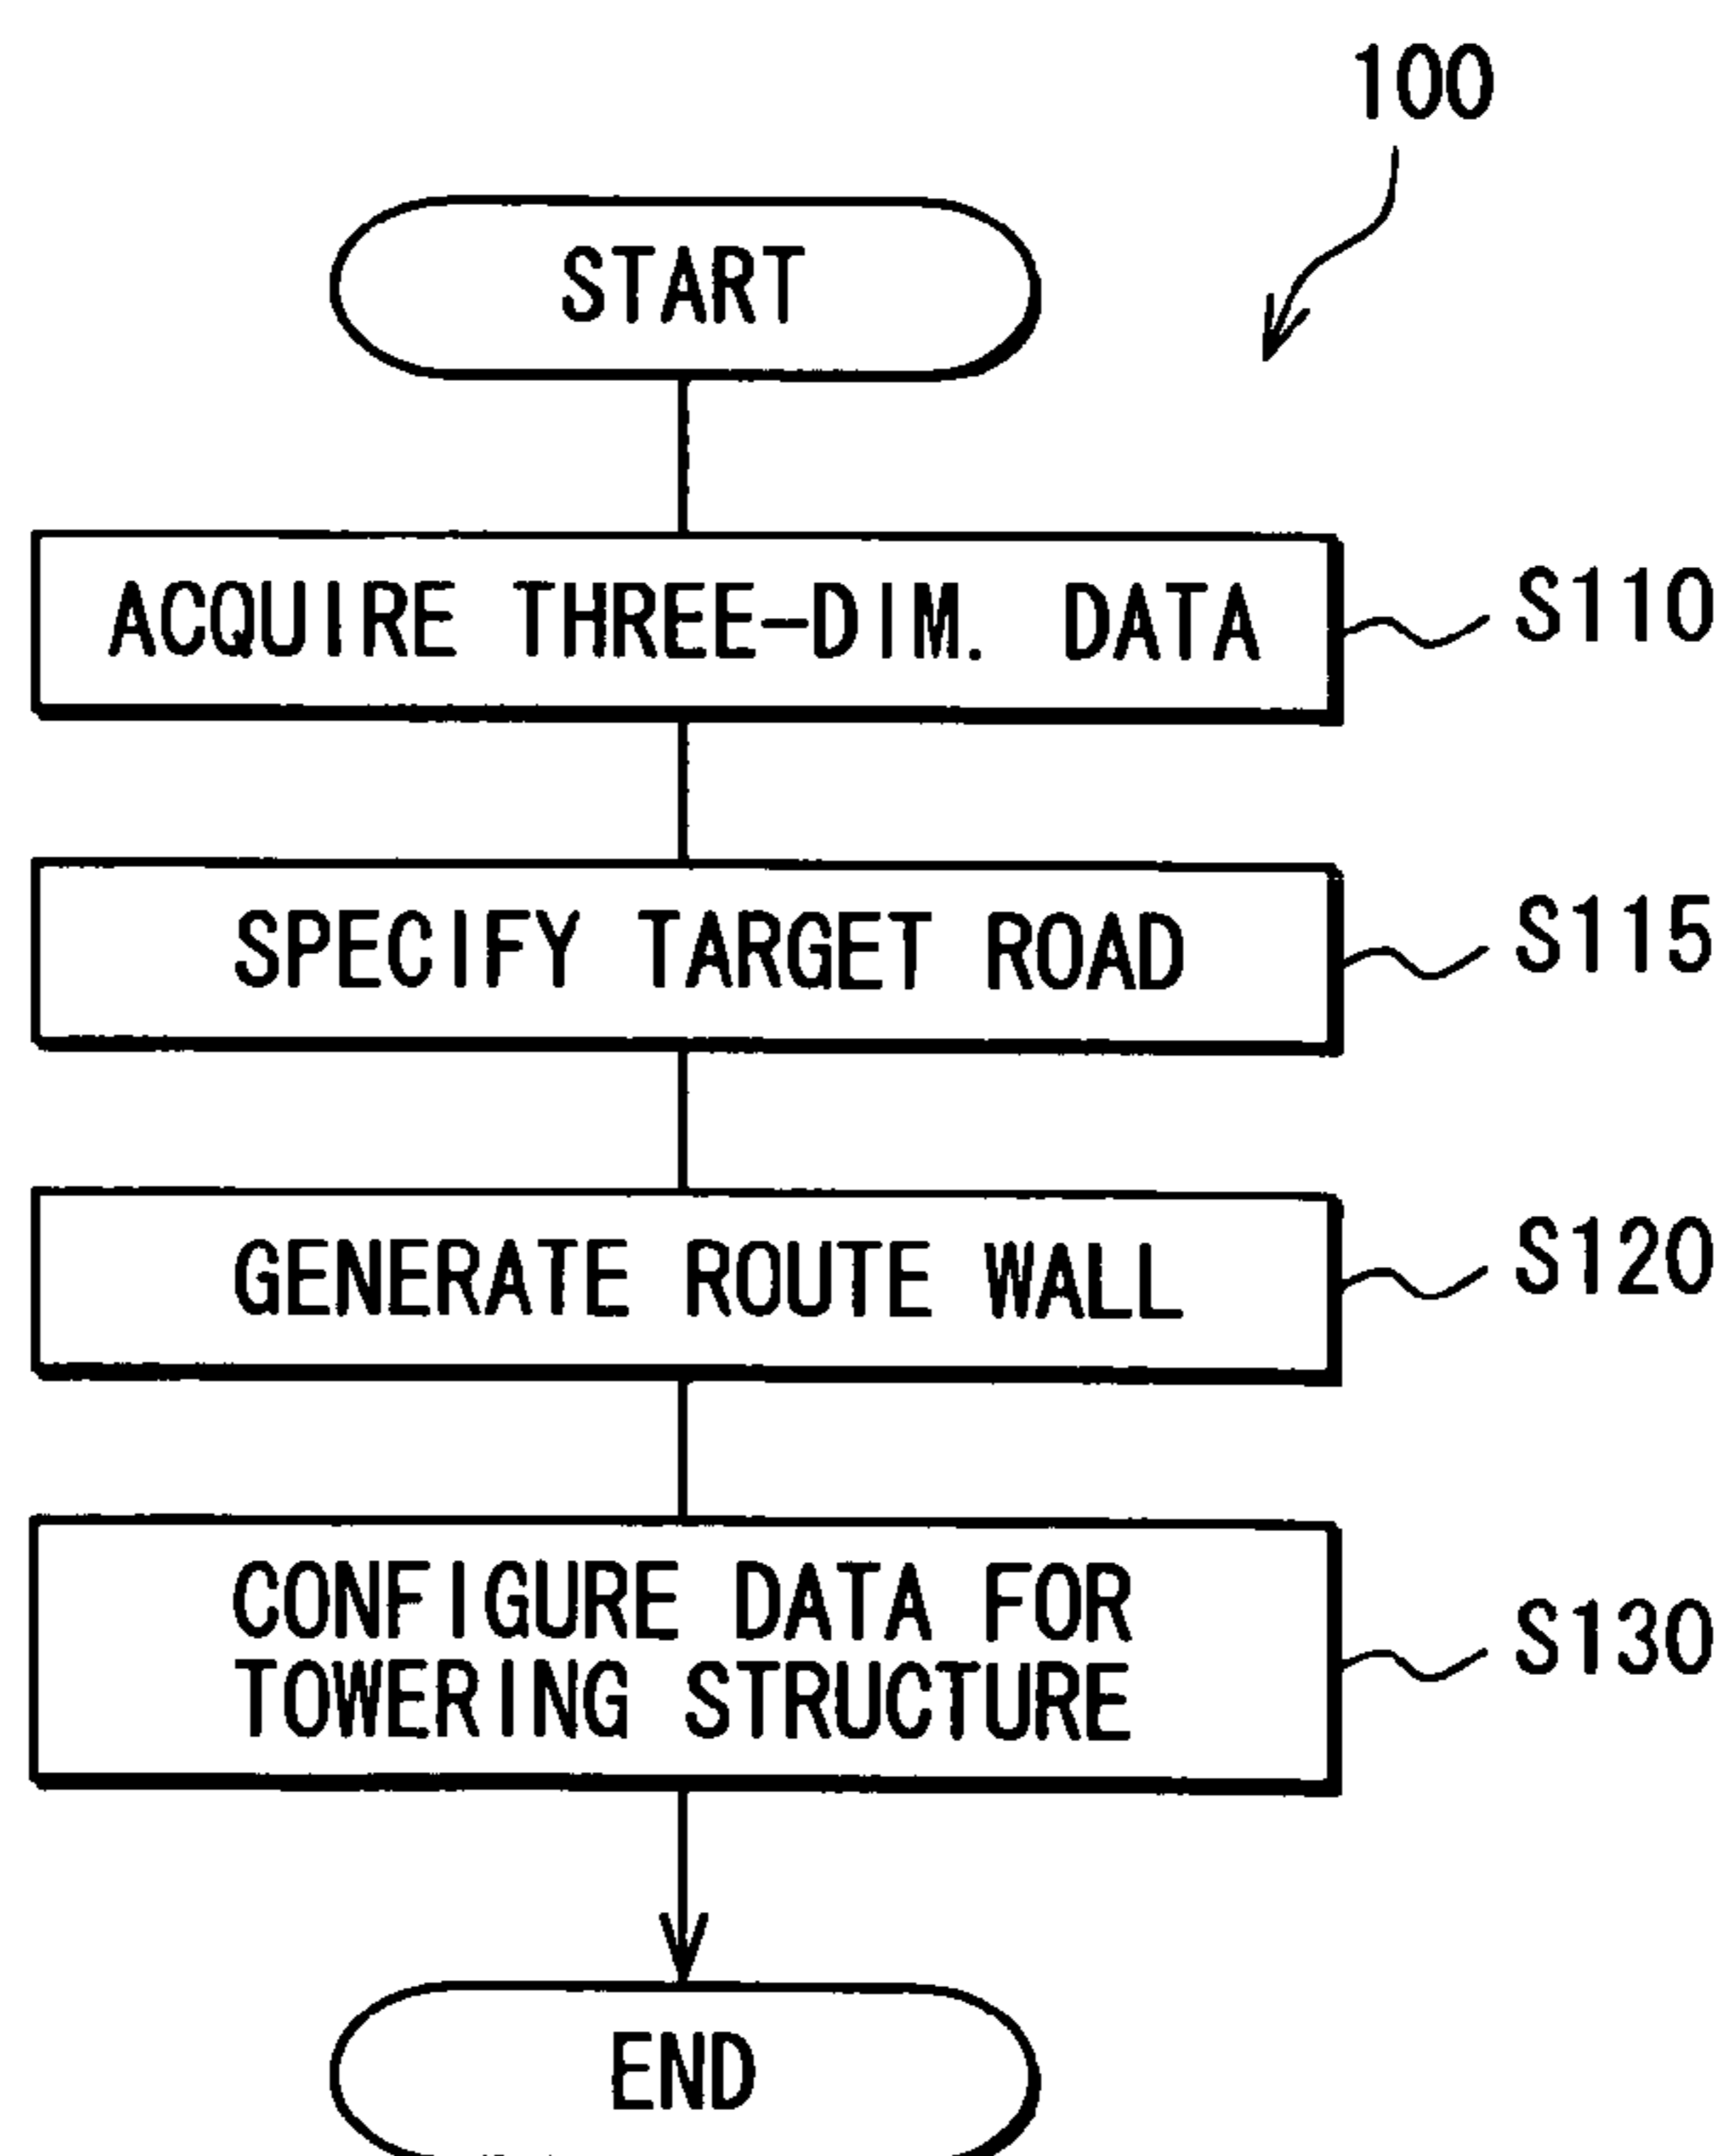 100
START
ACQUIRE THREE-DIM. DATA
S110
SPECIFY TARGET ROAD
S115
GENERATE ROUTE WALL
S120
CONFIGURE DATA FOR
TOWERING STRUCTURE
S130
END